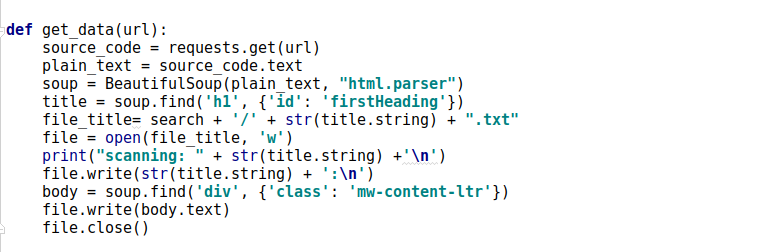 def get_data(url):
    source_code = requests.get(url)
    plain_text = source_code.text
    soup = BeautifulSoup(plain_text, "html.parser")
    title = soup.find('h1', {'id': 'firstHeading'})
    file_title= search + '/' + str(title.string) + ".txt"
    file = open(file_title, 'w')
    print("scanning: " + str(title.string) +'\n')
    file.write(str(title.string) + ':\n')
    body = soup.find('div', {'class': 'mw-content-ltr'})
    file.write(body.text)
    file.close()